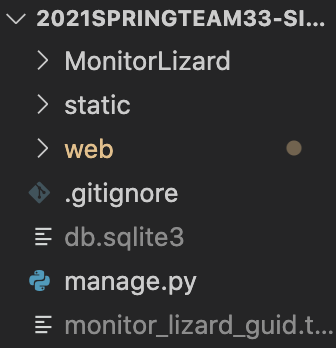 2021SPRINGTEAM33-SI...
MonitorLizard
static
web
.gitignore
db.sqlite3
manage.py
monitor_lizard_guid.t...